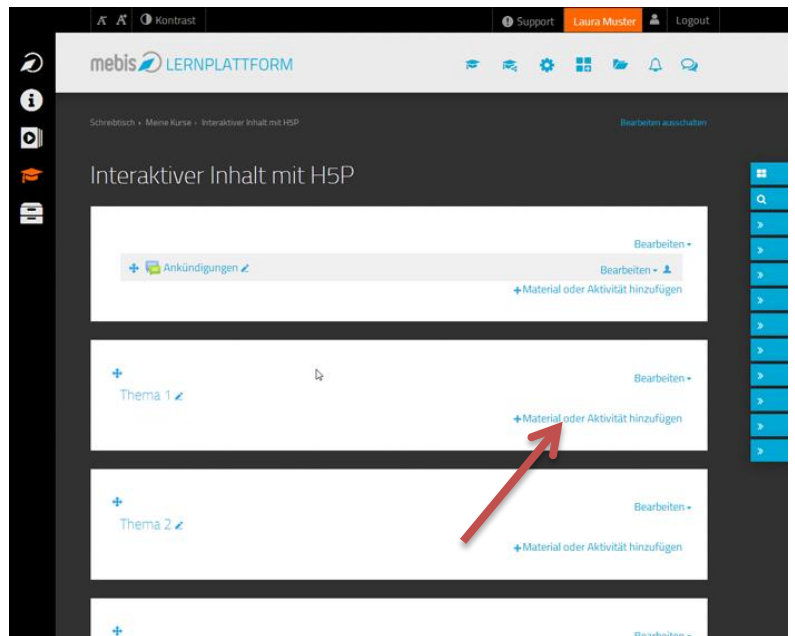 A A Kontrast Support Laura Muster Logout
mebis LERNPLATTFORM
Schreibtisch › Meine Kurse › Interaktiver Inhalt mit H5P Bearbeiten ausschalten
Interaktiver Inhalt mit H5P
Bearbeiten
Ankündigungen Bearbeiten
+Material oder Aktivität hinzufügen
Bearbeiten
Thema 1
+Material oder Aktivität hinzufügen
Bearbeiten
Thema 2
+Material oder Aktivität hinzufügen
Bearbeiten